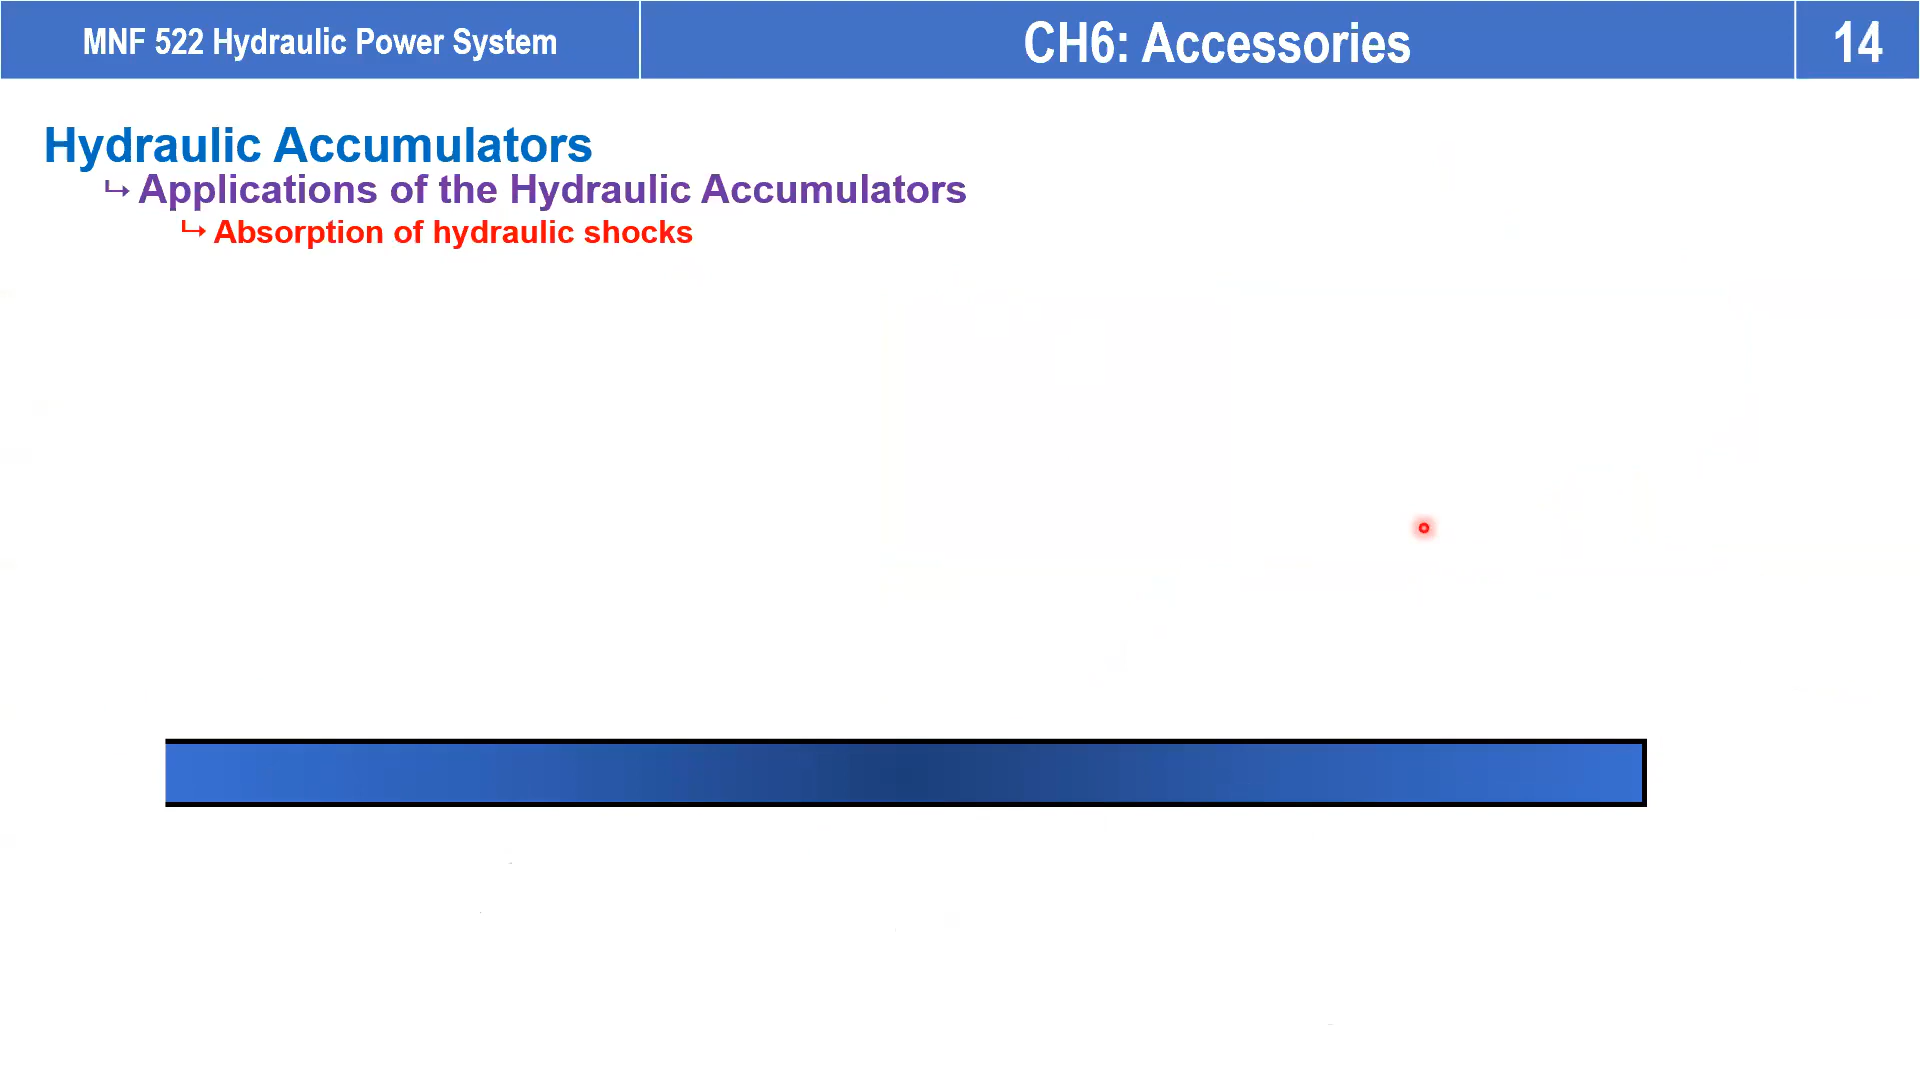 MNF 522 Hydraulic Power System
CH6: Accessories
14
Hydraulic Accumulators
↪ Applications of the Hydraulic Accumulators
↪ Absorption of hydraulic shocks